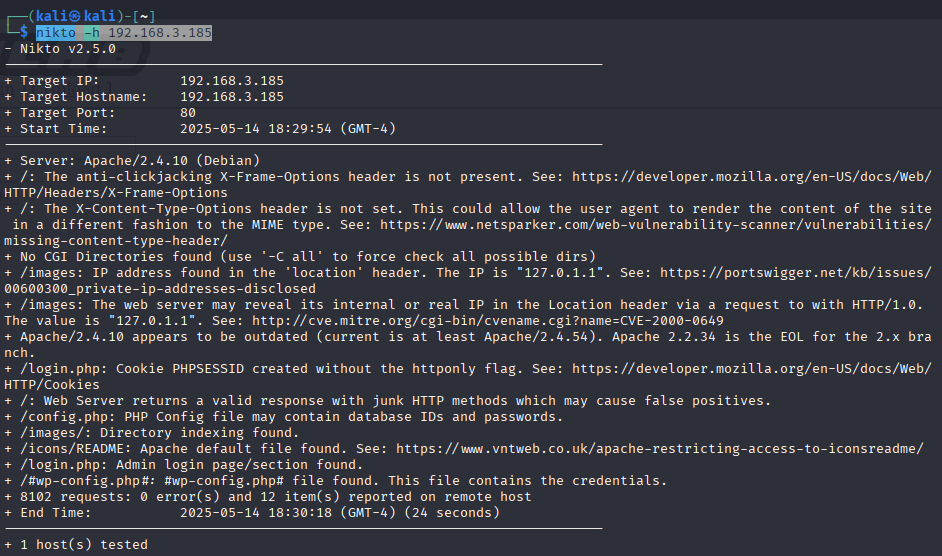 ┌──(kali㉿kali)-[~]
└─$ nikto -h 192.168.3.185
- Nikto v2.5.0
---------------------------------------------------------------------------
+ Target IP:          192.168.3.185
+ Target Hostname:    192.168.3.185
+ Target Port:        80
+ Start Time:         2025-05-14 18:29:54 (GMT-4)
---------------------------------------------------------------------------
+ Server: Apache/2.4.10 (Debian)
+ /: The anti-clickjacking X-Frame-Options header is not present. See: https://developer.mozilla.org/en-US/docs/Web/
HTTP/Headers/X-Frame-Options
+ /: The X-Content-Type-Options header is not set. This could allow the user agent to render the content of the site
 in a different fashion to the MIME type. See: https://www.netsparker.com/web-vulnerability-scanner/vulnerabilities/
missing-content-type-header/
+ No CGI Directories found (use '-C all' to force check all possible dirs)
+ /images: IP address found in the 'location' header. The IP is "127.0.1.1". See: https://portswigger.net/kb/issues/
00600300_private-ip-addresses-disclosed
+ /images: The web server may reveal its internal or real IP in the Location header via a request to with HTTP/1.0.
The value is "127.0.1.1". See: http://cve.mitre.org/cgi-bin/cvename.cgi?name=CVE-2000-0649
+ Apache/2.4.10 appears to be outdated (current is at least Apache/2.4.54). Apache 2.2.34 is the EOL for the 2.x bra
nch.
+ /login.php: Cookie PHPSESSID created without the httponly flag. See: https://developer.mozilla.org/en-US/docs/Web/
HTTP/Cookies
+ /: Web Server returns a valid response with junk HTTP methods which may cause false positives.
+ /config.php: PHP Config file may contain database IDs and passwords.
+ /images/: Directory indexing found.
+ /icons/README: Apache default file found. See: https://www.vntweb.co.uk/apache-restricting-access-to-iconsreadme/
+ /login.php: Admin login page/section found.
+ /#wp-config.php#: #wp-config.php# file found. This file contains the credentials.
+ 8102 requests: 0 error(s) and 12 item(s) reported on remote host
+ End Time:           2025-05-14 18:30:18 (GMT-4) (24 seconds)
---------------------------------------------------------------------------
+ 1 host(s) tested